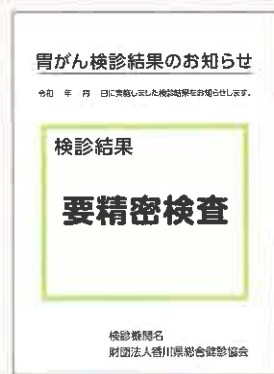 胃がん検診結果のお知らせ
令和　年　月　日に実施しました検診結果をお知らせします。
検診結果
要精密検査
検診機関名
財団法人香川県総合健診協会